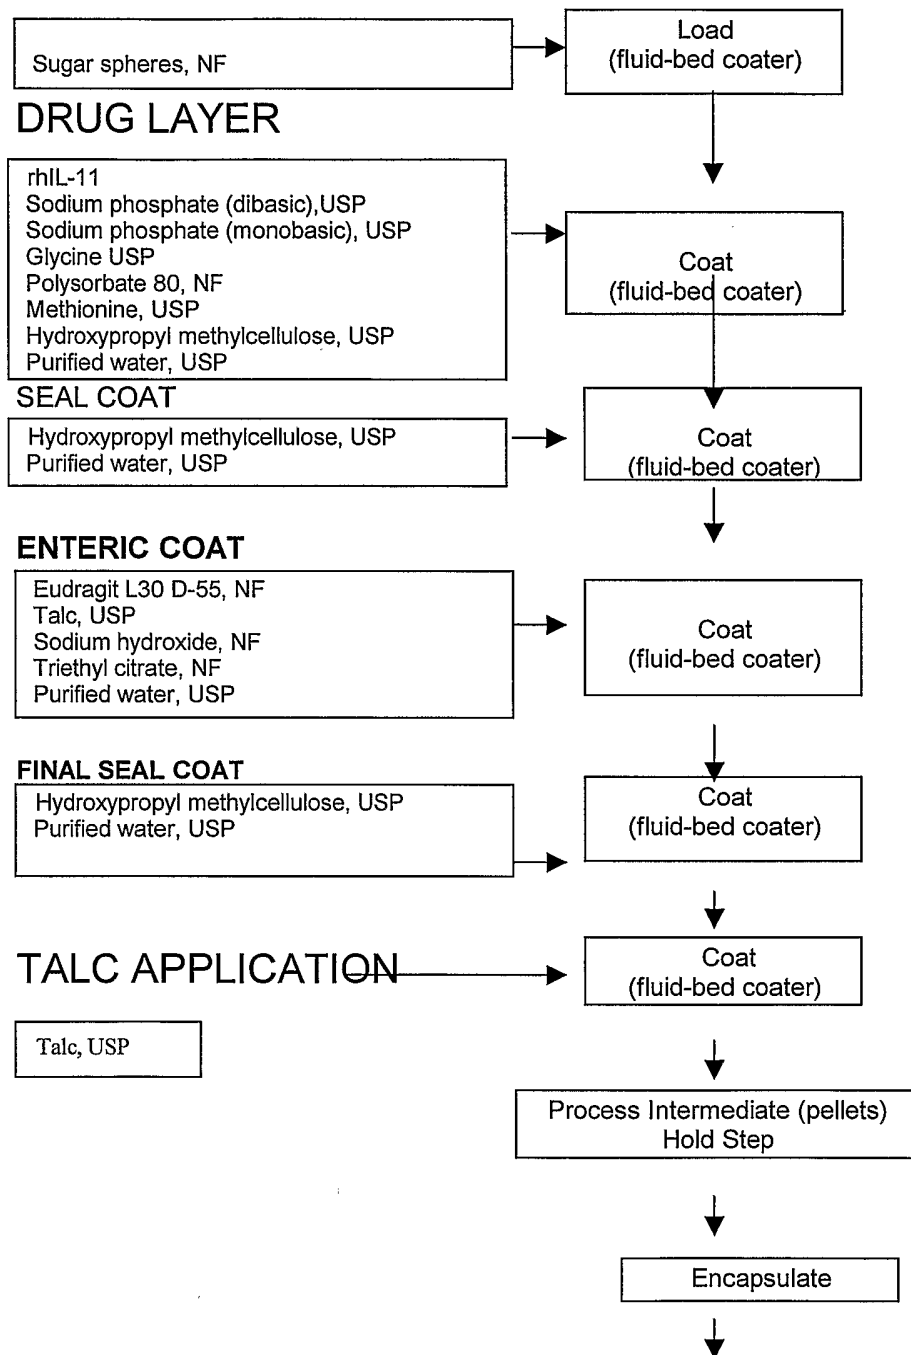 Sugar spheres, NF
Load
(fluid-bed coater)
DRUG LAYER
rhIL-11
Sodium phosphate (dibasic),USP
Sodium phosphate (monobasic), USP
Glycine USP
Polysorbate 80, NF
Methionine, USP
Hydroxypropyl methylcellulose, USP
Purified water, USP
Coat
(fluid-bed coater)
SEAL COAT
Hydroxypropyl methylcellulose, USP
Purified water, USP
Coat
(fluid-bed coater)
ENTERIC COAT
Eudragit L30 D-55, NF
Talc, USP
Sodium hydroxide, NF
Triethyl citrate, NF
Purified water, USP
Coat
(fluid-bed coater)
FINAL SEAL COAT
Hydroxypropyl methylcellulose, USP
Purified water, USP
Coat
(fluid-bed coater)
TALC APPLICATION
Coat
(fluid-bed coater)
Talc, USP
Process Intermediate (pellets)
Hold Step
Encapsulate